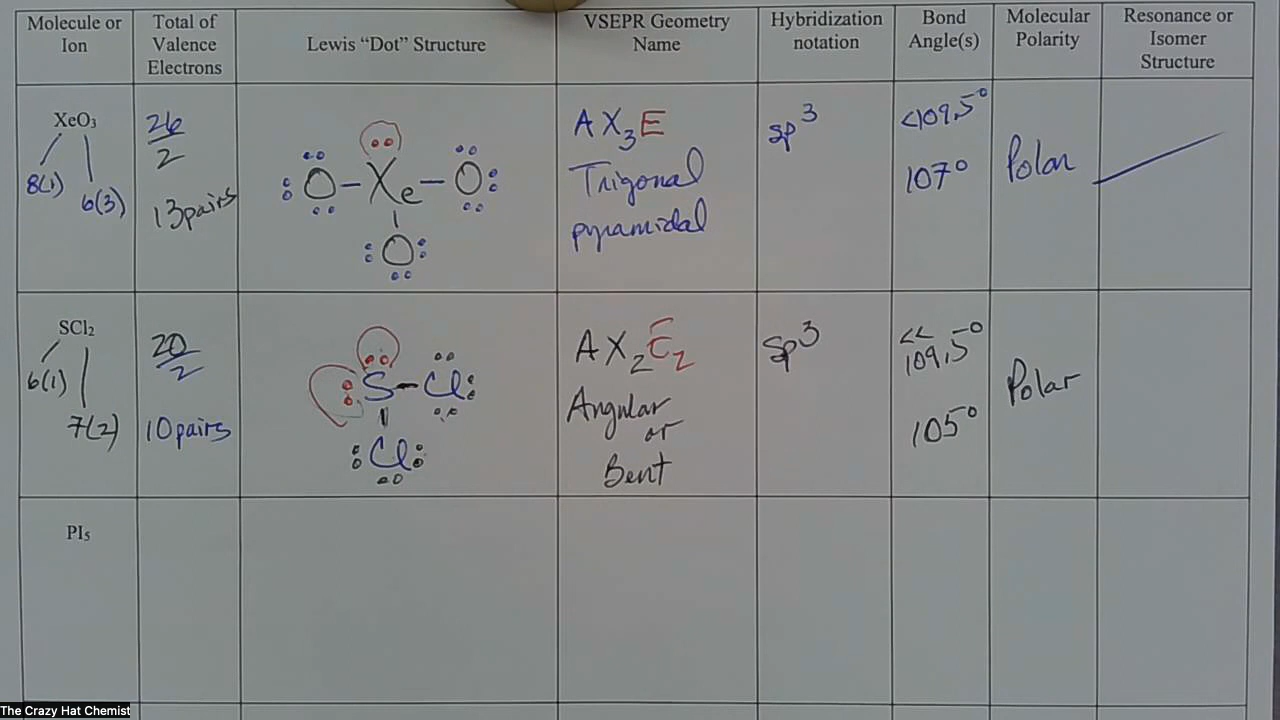 Molecule or
Ion
Total of
Valence
Electrons
Lewis “Dot” Structure
VSEPR Geometry
Name
Hybridization
notation
Bond
Angle(s)
Molecular
Polarity
Resonance or
Isomer
Structure
XeO₃
8(1)
6(3)
26
2
13pairs
O–Xe–O
O
AX₃E
Trigonal
pyramidal
sp³
<109.5°
107°
Polar
SCl₂
6(1)
7(2)
20
2
10pairs
S–Cl
Cl
AX₂E₂
Angular
or
Bent
sp³
<<
109.5°
105°
Polar
PI₅
The Crazy Hat Chemist